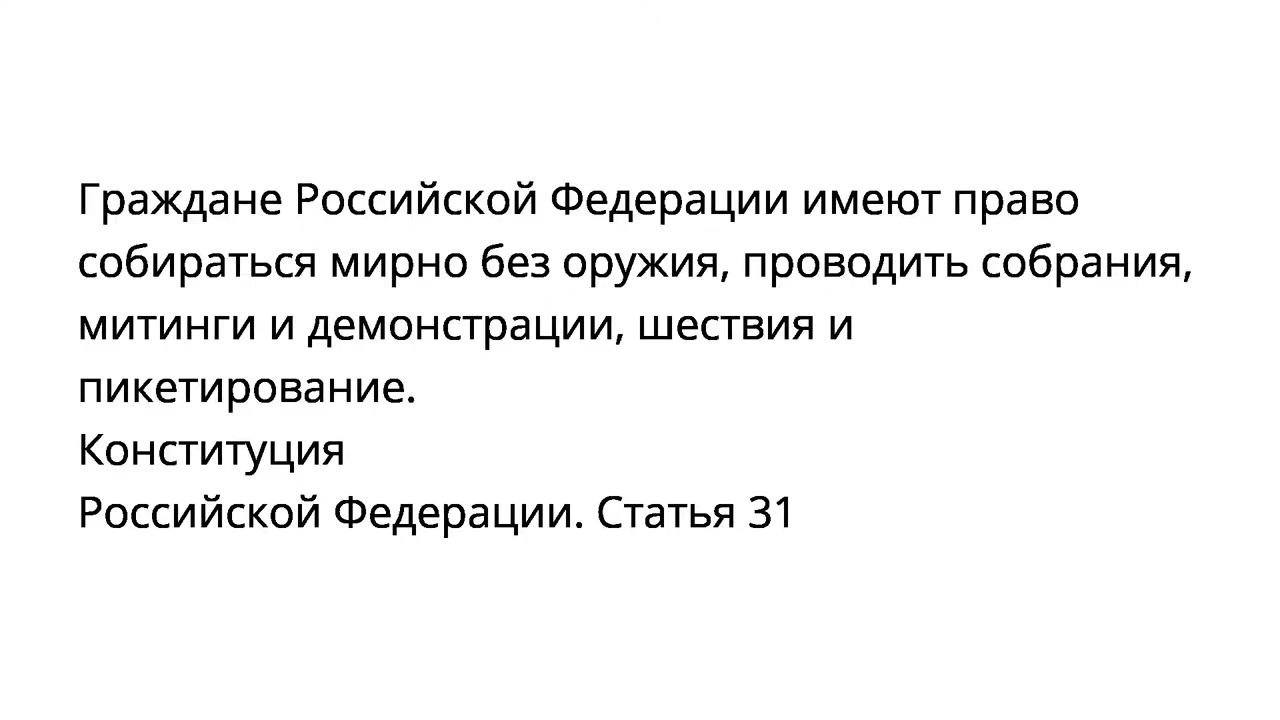 Граждане Российской Федерации имеют право
собираться мирно без оружия, проводить собрания,
митинги и демонстрации, шествия и
пикетирование.
Конституция
Российской Федерации. Статья 31